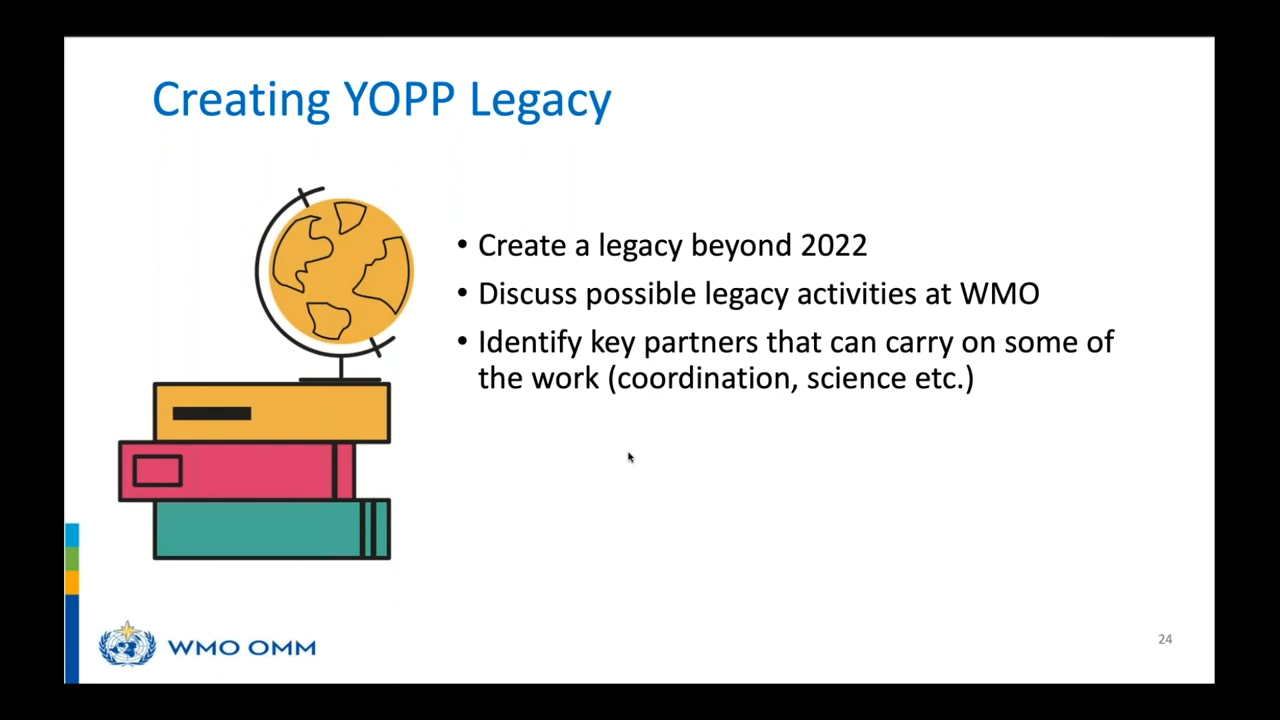 Creating YOPP Legacy
• Create a legacy beyond 2022
• Discuss possible legacy activities at WMO
• Identify key partners that can carry on some of
the work (coordination, science etc.)
WMO OMM
24